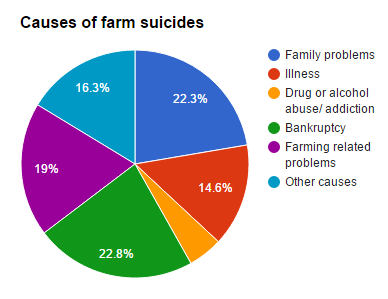 Causes of farm suicides
Family problems
Illness
Drug or alcohol
abuse/ addiction
Bankruptcy
Farming related
problems
Other causes
16.3%
22.3%
19%
14.6%
22.8%